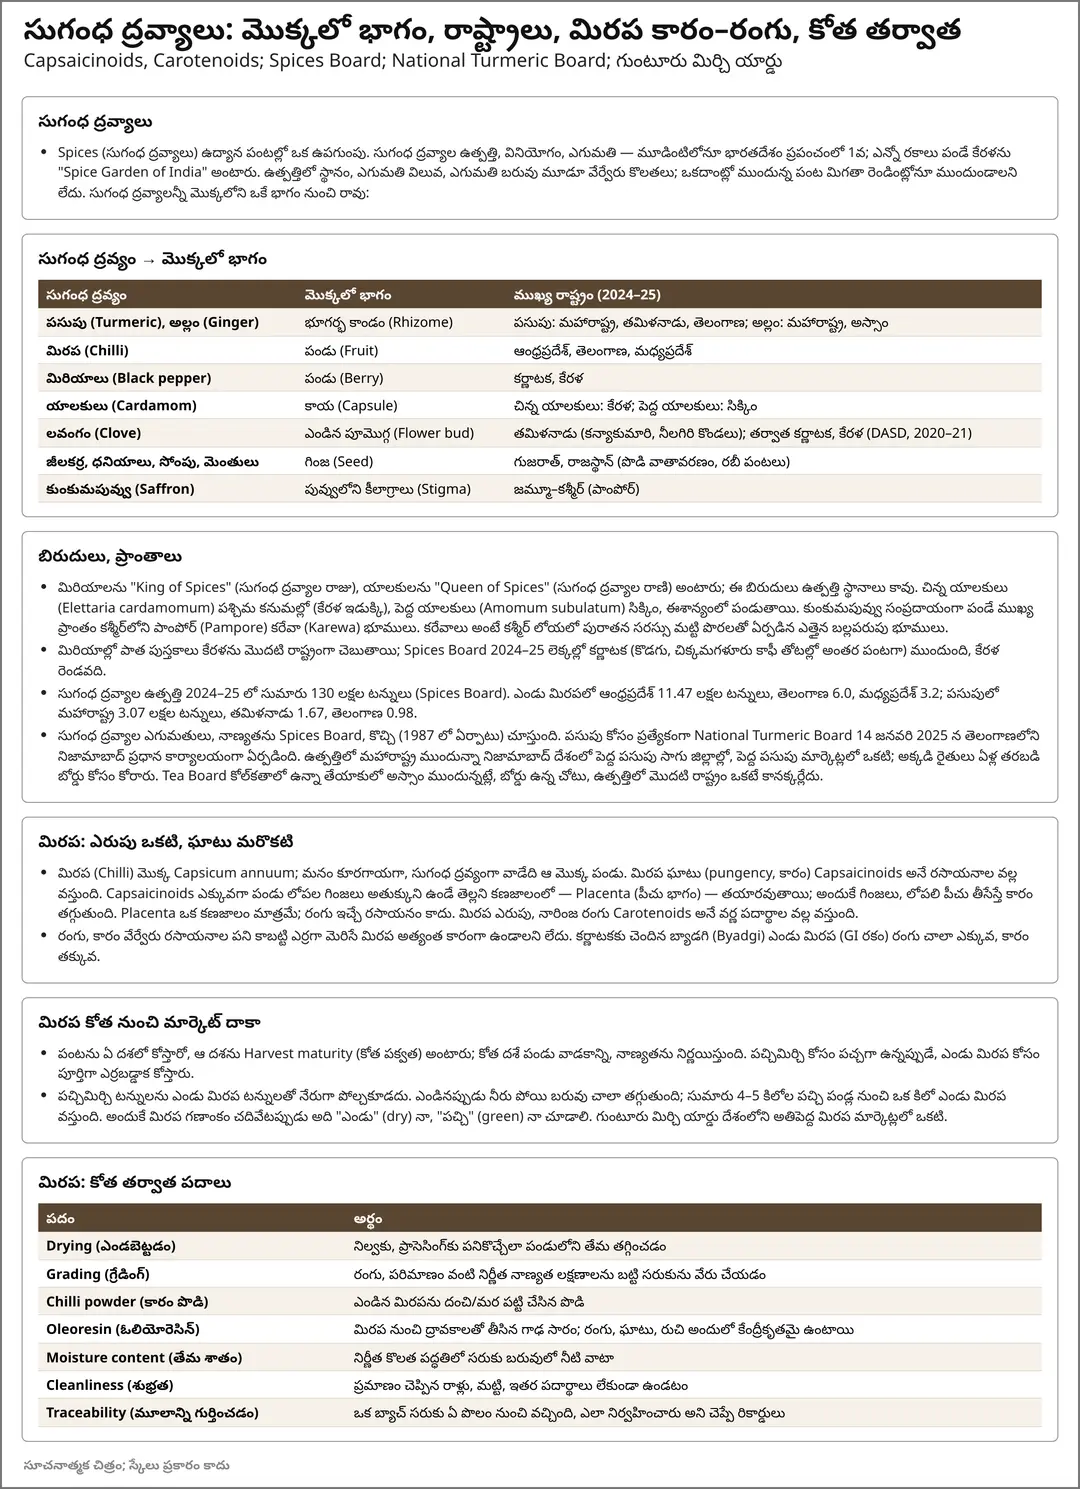 సుగంధ ద్రవ్యాలు: మొక్కలో భాగం, రాష్ట్రాలు, మిరప కారం–రంగు, కోత తర్వాత
Capsaicinoids, Carotenoids; Spices Board; National Turmeric Board; గుంటూరు మిర్చి యార్డు
సుగంధ ద్రవ్యాలు
• Spices (సుగంధ ద్రవ్యాలు) ఉద్యాన పంటల్లో ఒక ఉపగుంపు. సుగంధ ద్రవ్యాల ఉత్పత్తి, వినియోగం, ఎగుమతి — మూడింటిలోనూ భారతదేశం ప్రపంచంలో 1వ; ఎన్నో రకాలు పండే కేరళను
"Spice Garden of India" అంటారు. ఉత్పత్తిలో స్థానం, ఎగుమతి విలువ, ఎగుమతి బరువు మూడూ వేర్వేరు కొలతలు; ఒకదాంట్లో ముందున్న పంట మిగతా రెండింట్లోనూ ముందుండాలని
లేదు. సుగంధ ద్రవ్యాలన్నీ మొక్కలోని ఒకే భాగం నుంచి రావు:
సుగంధ ద్రవ్యం → మొక్కలో భాగం
సుగంధ ద్రవ్యం మొక్కలో భాగం ముఖ్య రాష్ట్రం (2024–25)
పసుపు (Turmeric), అల్లం (Ginger) భూగర్భ కాండం (Rhizome) పసుపు: మహారాష్ట్ర, తమిళనాడు, తెలంగాణ; అల్లం: మహారాష్ట్ర, అస్సాం
మిరప (Chilli) పండు (Fruit) ఆంధ్రప్రదేశ్, తెలంగాణ, మధ్యప్రదేశ్
మిరియాలు (Black pepper) పండు (Berry) కర్ణాటక, కేరళ
యాలకులు (Cardamom) కాయ (Capsule) చిన్న యాలకులు: కేరళ; పెద్ద యాలకులు: సిక్కిం
లవంగం (Clove) ఎండిన పూమొగ్గ (Flower bud) తమిళనాడు (కన్యాకుమారి, నీలగిరి కొండలు); తర్వాత కర్ణాటక, కేరళ (DASD, 2020–21)
జీలకర్ర, ధనియాలు, సోంపు, మెంతులు గింజ (Seed) గుజరాత్, రాజస్థాన్ (పొడి వాతావరణం, రబీ పంటలు)
కుంకుమపువ్వు (Saffron) పువ్వులోని కీలాగ్రాలు (Stigma) జమ్మూ–కశ్మీర్ (పాంపోర్)
బిరుదులు, ప్రాంతాలు
• మిరియాలను "King of Spices" (సుగంధ ద్రవ్యాల రాజు), యాలకులను "Queen of Spices" (సుగంధ ద్రవ్యాల రాణి) అంటారు; ఈ బిరుదులు ఉత్పత్తి స్థానాలు కావు. చిన్న యాలకులు
(Elettaria cardamomum) పశ్చిమ కనుమల్లో (కేరళ ఇడుక్కి), పెద్ద యాలకులు (Amomum subulatum) సిక్కిం, ఈశాన్యంలో పండుతాయి. కుంకుమపువ్వు సంప్రదాయంగా పండే ముఖ్య
ప్రాంతం కశ్మీర్‌లోని పాంపోర్ (Pampore) కరేవా (Karewa) భూములు. కరేవాలు అంటే కశ్మీర్ లోయలో పురాతన సరస్సు మట్టి పొరలతో ఏర్పడిన ఎత్తైన బల్లపరుపు భూములు.
• మిరియాల్లో పాత పుస్తకాలు కేరళను మొదటి రాష్ట్రంగా చెబుతాయి; Spices Board 2024–25 లెక్కల్లో కర్ణాటక (కొడగు, చిక్కమగళూరు కాఫీ తోటల్లో అంతర పంటగా) ముందుంది, కేరళ
రెండవది.
• సుగంధ ద్రవ్యాల ఉత్పత్తి 2024–25 లో సుమారు 130 లక్షల టన్నులు (Spices Board). ఎండు మిరపలో ఆంధ్రప్రదేశ్ 11.47 లక్షల టన్నులు, తెలంగాణ 6.0, మధ్యప్రదేశ్ 3.2; పసుపులో
మహారాష్ట్ర 3.07 లక్షల టన్నులు, తమిళనాడు 1.67, తెలంగాణ 0.98.
• సుగంధ ద్రవ్యాల ఎగుమతులు, నాణ్యతను Spices Board, కొచ్చి (1987 లో ఏర్పాటు) చూస్తుంది. పసుపు కోసం ప్రత్యేకంగా National Turmeric Board 14 జనవరి 2025 న తెలంగాణలోని
నిజామాబాద్ ప్రధాన కార్యాలయంగా ఏర్పడింది. ఉత్పత్తిలో మహారాష్ట్ర ముందున్నా నిజామాబాద్ దేశంలో పెద్ద పసుపు సాగు జిల్లాల్లో, పెద్ద పసుపు మార్కెట్లలో ఒకటి; అక్కడి రైతులు ఏళ్ల తరబడి
బోర్డు కోసం కోరారు. Tea Board కోల్‌కతాలో ఉన్నా తేయాకులో అస్సాం ముందున్నట్లే, బోర్డు ఉన్న చోటు, ఉత్పత్తిలో మొదటి రాష్ట్రం ఒకటే కానక్కర్లేదు.
మిరప: ఎరుపు ఒకటి, ఘాటు మరొకటి
• మిరప (Chilli) మొక్క Capsicum annuum; మనం కూరగాయగా, సుగంధ ద్రవ్యంగా వాడేది ఆ మొక్క పండు. మిరప ఘాటు (pungency, కారం) Capsaicinoids అనే రసాయనాల వల్ల
వస్తుంది. Capsaicinoids ఎక్కువగా పండు లోపల గింజలు అతుక్కుని ఉండే తెల్లని కణజాలంలో — Placenta (పీచు భాగం) — తయారవుతాయి; అందుకే గింజలు, లోపలి పీచు తీసేస్తే కారం
తగ్గుతుంది. Placenta ఒక కణజాలం మాత్రమే; రంగు ఇచ్చే రసాయనం కాదు. మిరప ఎరుపు, నారింజ రంగు Carotenoids అనే వర్ణ పదార్థాల వల్ల వస్తుంది.
• రంగు, కారం వేర్వేరు రసాయనాల పని కాబట్టి ఎర్రగా మెరిసే మిరప అత్యంత కారంగా ఉండాలని లేదు. కర్ణాటకకు చెందిన బ్యాడగి (Byadgi) ఎండు మిరప (GI రకం) రంగు చాలా ఎక్కువ, కారం
తక్కువ.
మిరప కోత నుంచి మార్కెట్ దాకా
• పంటను ఏ దశలో కోస్తారో, ఆ దశను Harvest maturity (కోత పక్వత) అంటారు; కోత దశే పండు వాడకాన్ని, నాణ్యతను నిర్ణయిస్తుంది. పచ్చిమిర్చి కోసం పచ్చగా ఉన్నప్పుడే, ఎండు మిరప కోసం
పూర్తిగా ఎర్రబడ్డాక కోస్తారు.
• పచ్చిమిర్చి టన్నులను ఎండు మిరప టన్నులతో నేరుగా పోల్చకూడదు. ఎండినప్పుడు నీరు పోయి బరువు చాలా తగ్గుతుంది; సుమారు 4–5 కిలోల పచ్చి పండ్ల నుంచి ఒక కిలో ఎండు మిరప
వస్తుంది. అందుకే మిరప గణాంకం చదివేటప్పుడు అది "ఎండు" (dry) నా, "పచ్చి" (green) నా చూడాలి. గుంటూరు మిర్చి యార్డు దేశంలోని అతిపెద్ద మిరప మార్కెట్లలో ఒకటి.
మిరప: కోత తర్వాత పదాలు
పదం అర్థం
Drying (ఎండబెట్టడం) నిల్వకు, ప్రాసెసింగ్‌కు పనికొచ్చేలా పండులోని తేమ తగ్గించడం
Grading (గ్రేడింగ్) రంగు, పరిమాణం వంటి నిర్ణీత నాణ్యత లక్షణాలను బట్టి సరుకును వేరు చేయడం
Chilli powder (కారం పొడి) ఎండిన మిరపను దంచి/మర పట్టి చేసిన పొడి
Oleoresin (ఓలియోరెసిన్) మిరప నుంచి ద్రావకాలతో తీసిన గాఢ సారం; రంగు, ఘాటు, రుచి అందులో కేంద్రీకృతమై ఉంటాయి
Moisture content (తేమ శాతం) నిర్ణీత కొలత పద్ధతిలో సరుకు బరువులో నీటి వాటా
Cleanliness (శుభ్రత) ప్రమాణం చెప్పిన రాళ్లు, మట్టి, ఇతర పదార్థాలు లేకుండా ఉండటం
Traceability (మూలాన్ని గుర్తించడం) ఒక బ్యాచ్ సరుకు ఏ పొలం నుంచి వచ్చింది, ఎలా నిర్వహించారు అని చెప్పే రికార్డులు
సూచనాత్మక చిత్రం; స్కేలు ప్రకారం కాదు